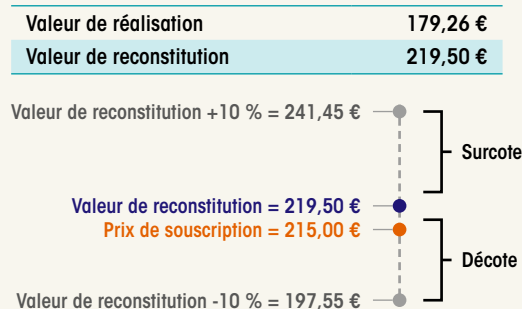 Valeur de réalisation 179,26 €
Valeur de reconstitution 219,50 €
Valeur de reconstitution +10 % = 241,45 €
Surcote
Valeur de reconstitution = 219,50 €
Prix de souscription = 215,00 €
Décote
Valeur de reconstitution -10 % = 197,55 €